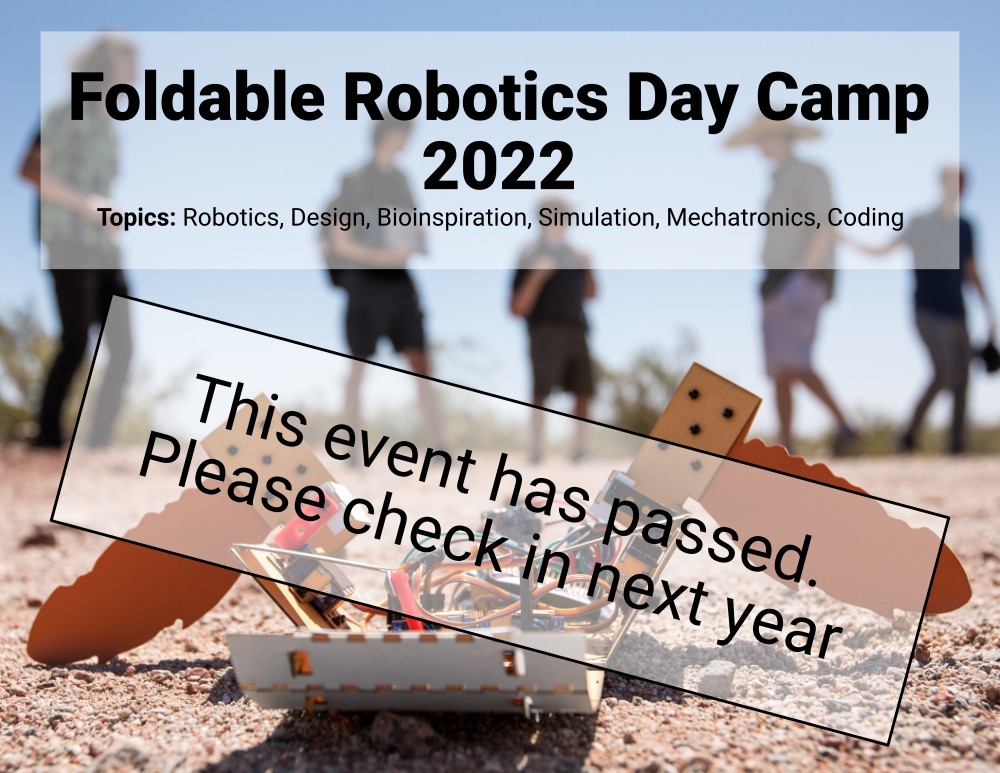 Foldable Robotics Day Camp
2022
Topics: Robotics, Design, Bioinspiration, Simulation, Mechatronics, Coding
This event has passed.
Please check in next year